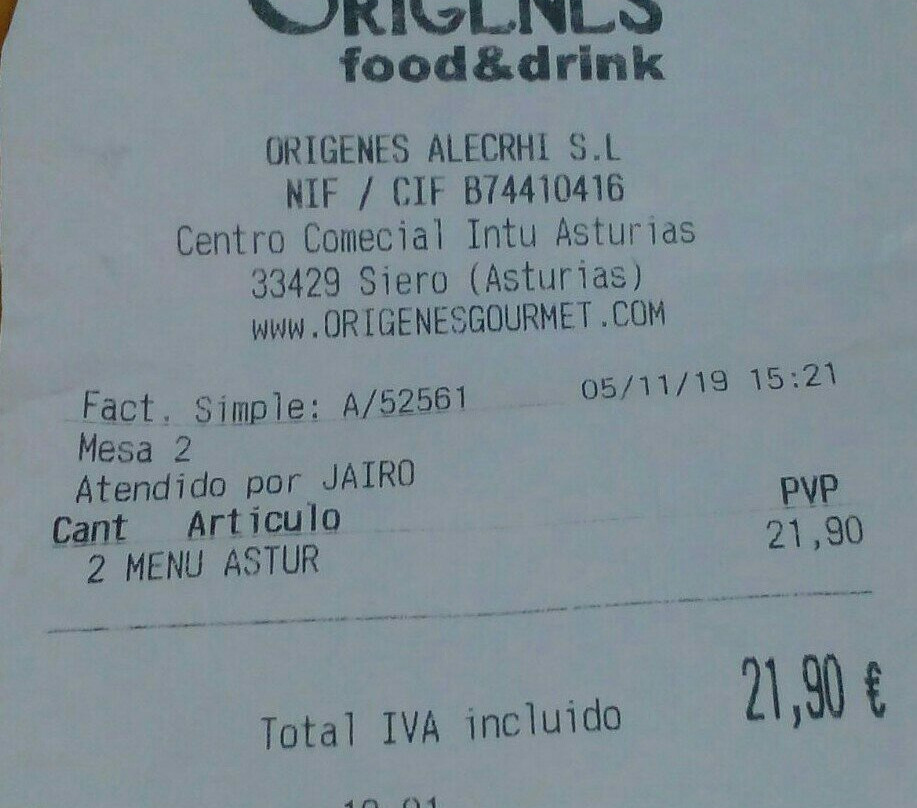 ORIGENES
food&drink
ORIGENES ALECRHI S.L
NIF / CIF B74410416
Centro Comecial Intu Asturias
33429 Siero (Asturias)
www.ORIGENESGOURMET.COM
Fact. Simple: A/52561 05/11/19 15:21
Mesa 2
Atendido por JAIRO
Cant Artículo PVP
2 MENU ASTUR 21,90
Total IVA incluido 21,90 €